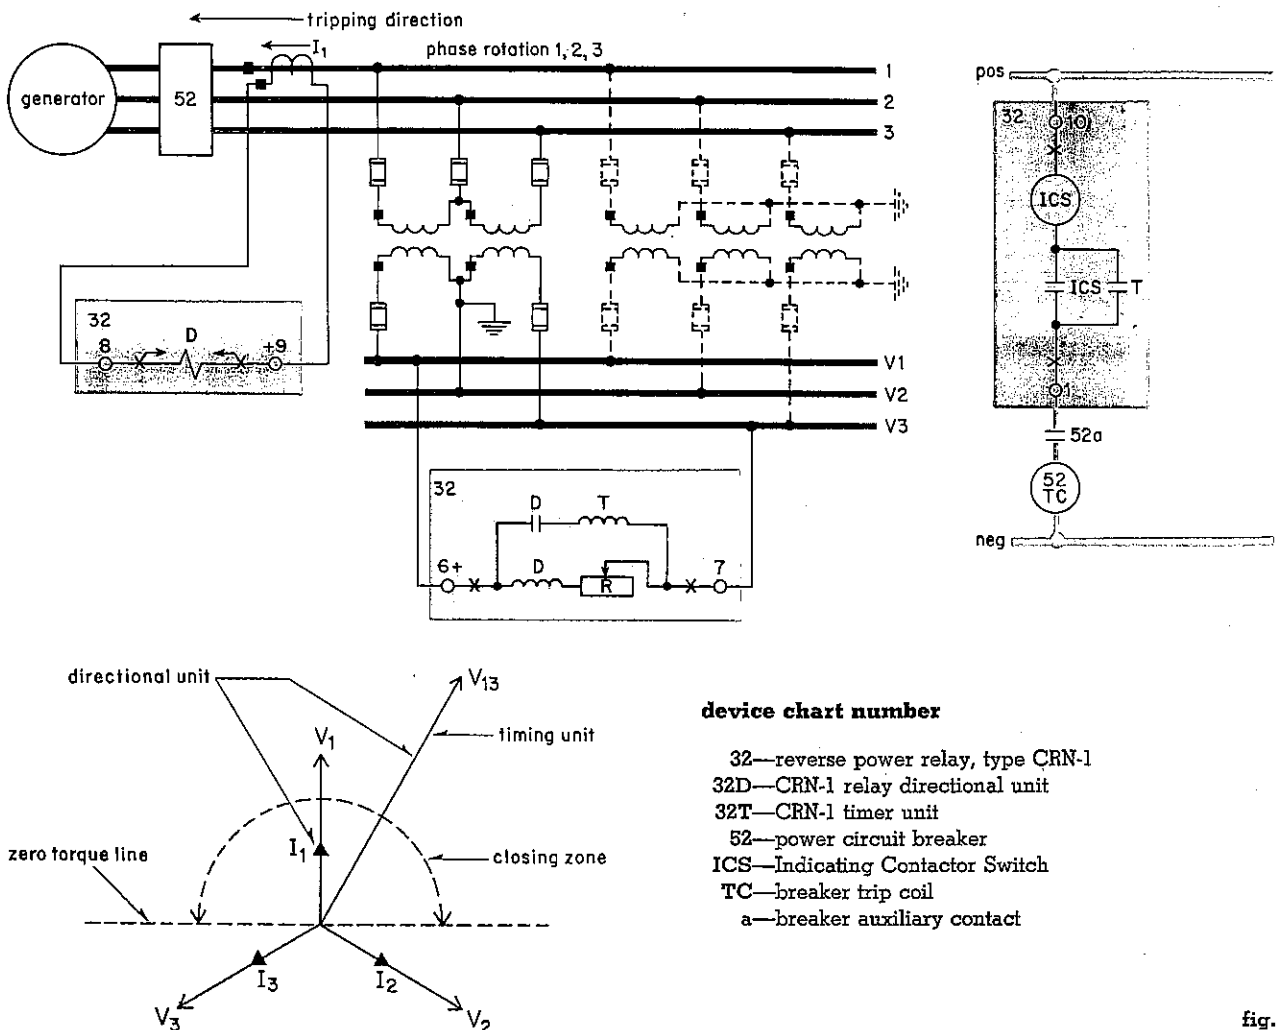 tripping direction
I1
phase rotation 1, 2, 3
generator
52
1
2
3
32
8
D
+9
V1
V2
V3
32
D
T
6+
D
R
7
pos
32
10
ICS
ICS
T
1
52a
52
TC
neg
directional unit
V13
V1
timing unit
I1
zero torque line
closing zone
I3
I2
V3
V2
device chart number
32—reverse power relay, type CRN-1
32D—CRN-1 relay directional unit
32T—CRN-1 timer unit
52—power circuit breaker
ICS—Indicating Contactor Switch
TC—breaker trip coil
a—breaker auxiliary contact
fig.